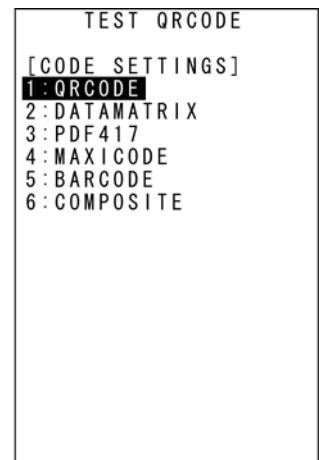 TEST QRCODE
[CODE SETTINGS]
1:QRCODE
2:DATAMATRIX
3:PDF417
4:MAXICODE
5:BARCODE
6:COMPOSITE